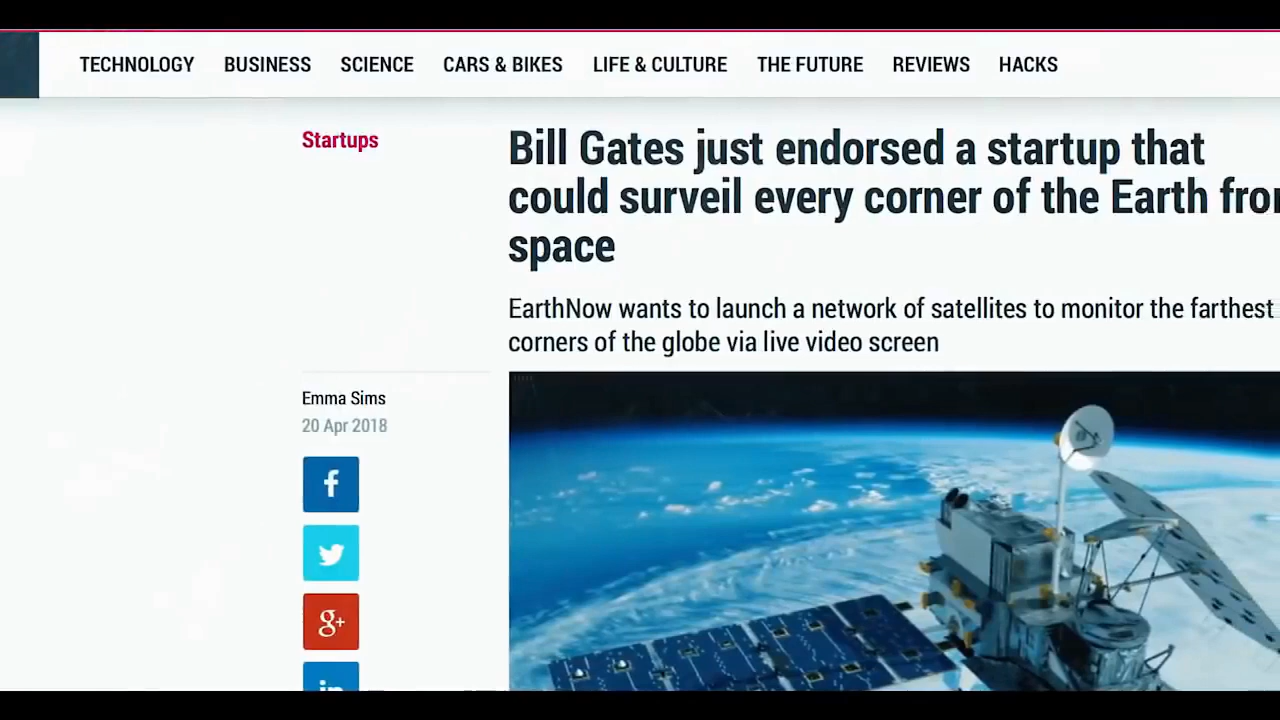 TECHNOLOGY BUSINESS SCIENCE CARS & BIKES LIFE & CULTURE THE FUTURE REVIEWS HACKS
Startups
Bill Gates just endorsed a startup that
could surveil every corner of the Earth fro
space
EarthNow wants to launch a network of satellites to monitor the farthest
corners of the globe via live video screen
Emma Sims
20 Apr 2018
f
g+
in